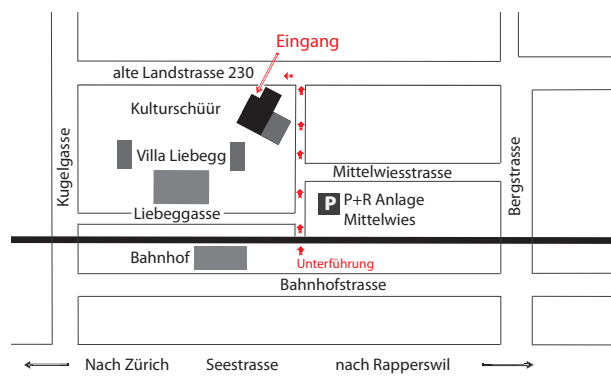 Eingang
alte Landstrasse 230
Kulturschüür
Villa Liebegg
Kugelgasse
Mittelwiesstrasse
Bergstrasse
P P+R Anlage
Mittelwies
Liebeggasse
Bahnhof
Unterführung
Bahnhofstrasse
Nach Zürich Seestrasse nach Rapperswil